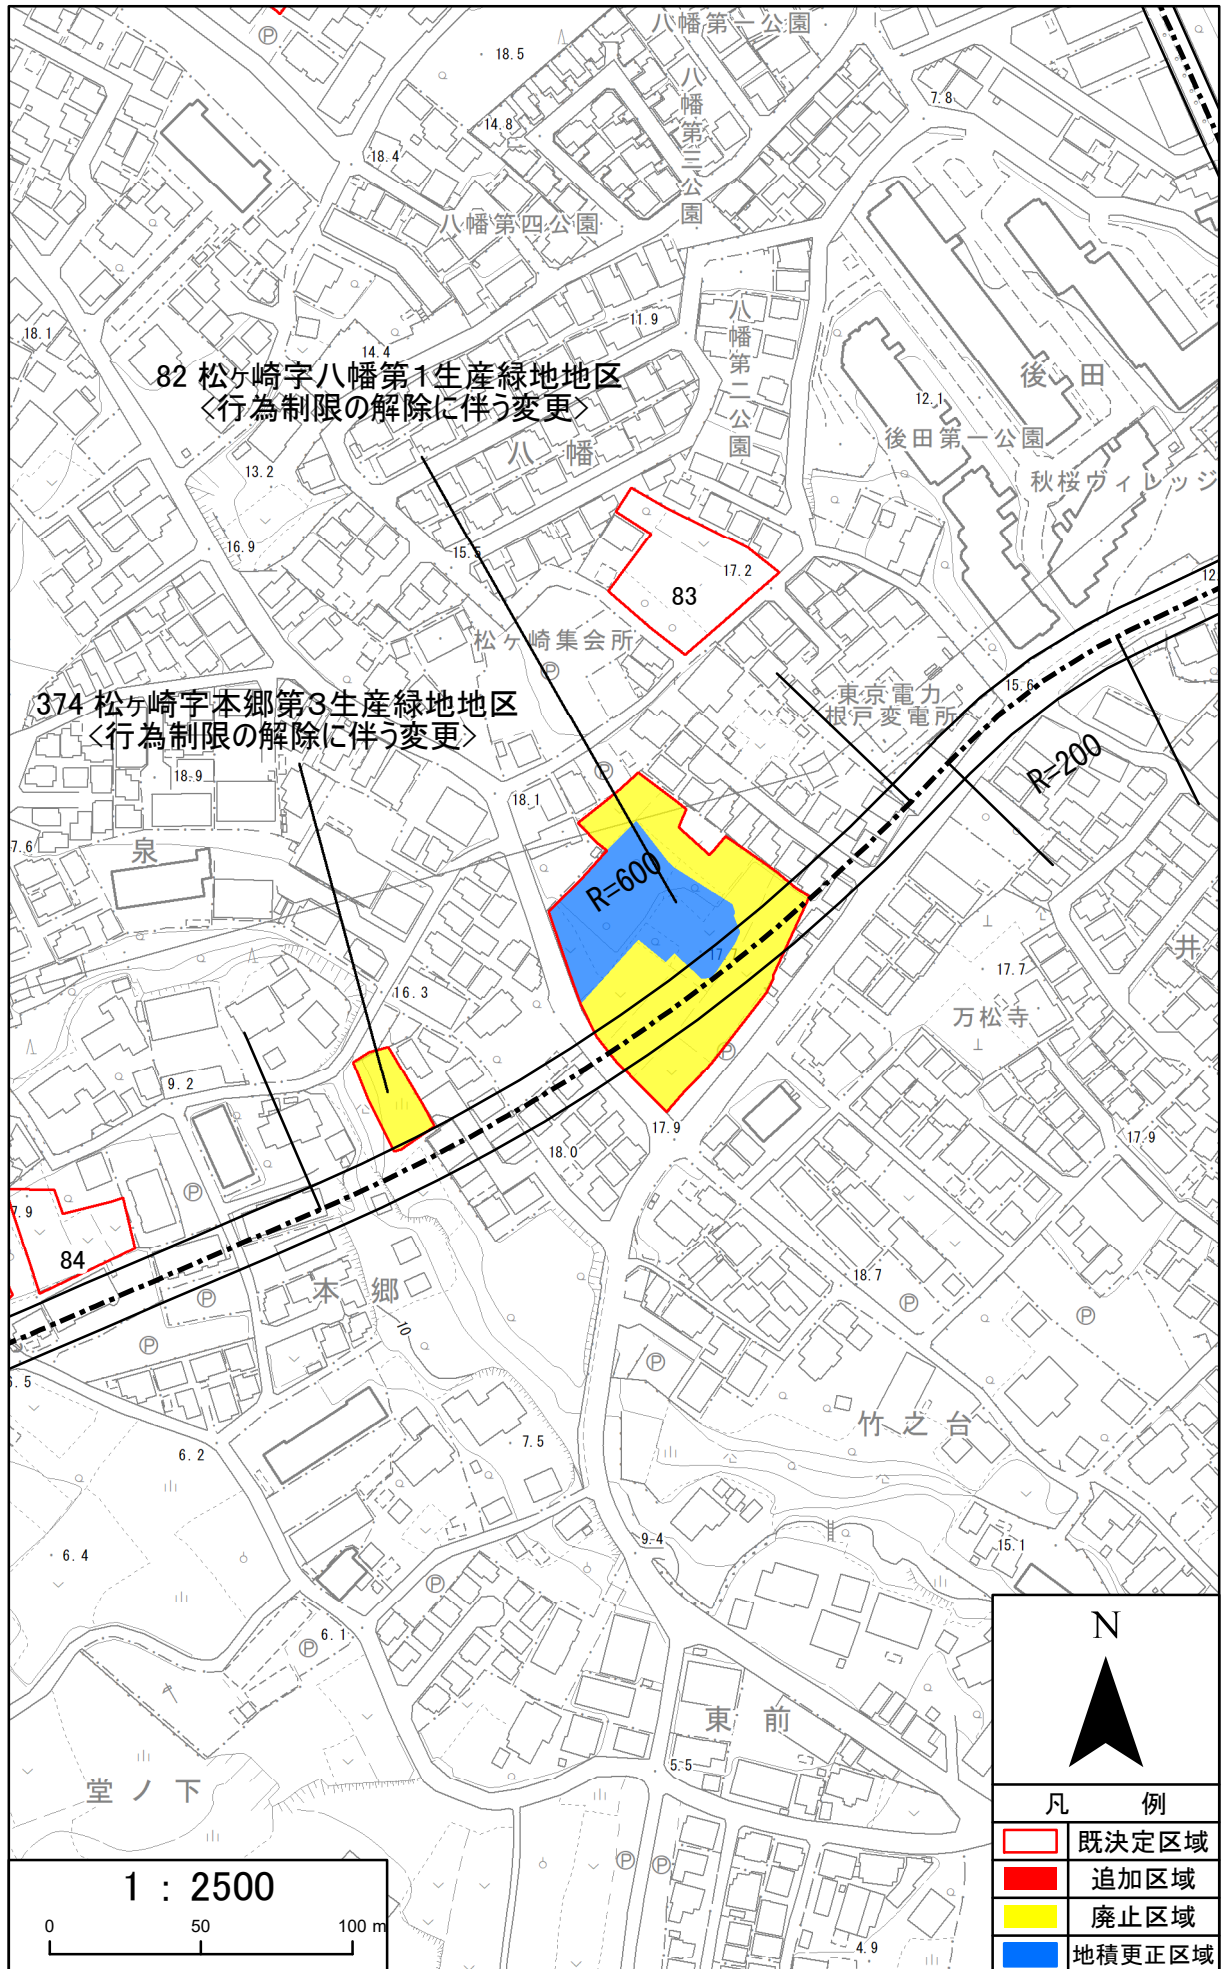 八幡第一公園
Ⓟ
18.5
八幡第三公園
7.8
14.8
18.4
八幡第四公園
18.1
11.9
八幡第二公園
14.4
後田
82 松ヶ崎字八幡第1生産緑地地区
<行為制限の解除に伴う変更>
12.1
後田第一公園
八幡
13.2
秋桜ヴィレッジ
16.9
15.5
17.2
12.
83
松ヶ崎集会所
Ⓟ
東京電力
根戸変電所
15.6
374 松ヶ崎字本郷第3生産緑地地区
<行為制限の解除に伴う変更>
R=200
18.9
Ⓟ
18.1
7.6
泉
R=600
井
17.7
17.7
16.3
万松寺
Ⓟ
9.2
17.9
17.9
18.0
Ⓟ
7.9
84
18.7
本郷
Ⓟ
Ⓟ
Ⓟ
10
Ⓟ
Ⓟ
6.5
竹之台
6.2
7.5
9.4
15.1
6.4
Ⓟ
6.1
Ⓟ
N
東前
5.5
堂ノ下
凡例
既決定区域
Ⓟ
Ⓟ
1 : 2500
追加区域
0 50 100 m
廃止区域
4.9
地積更正区域